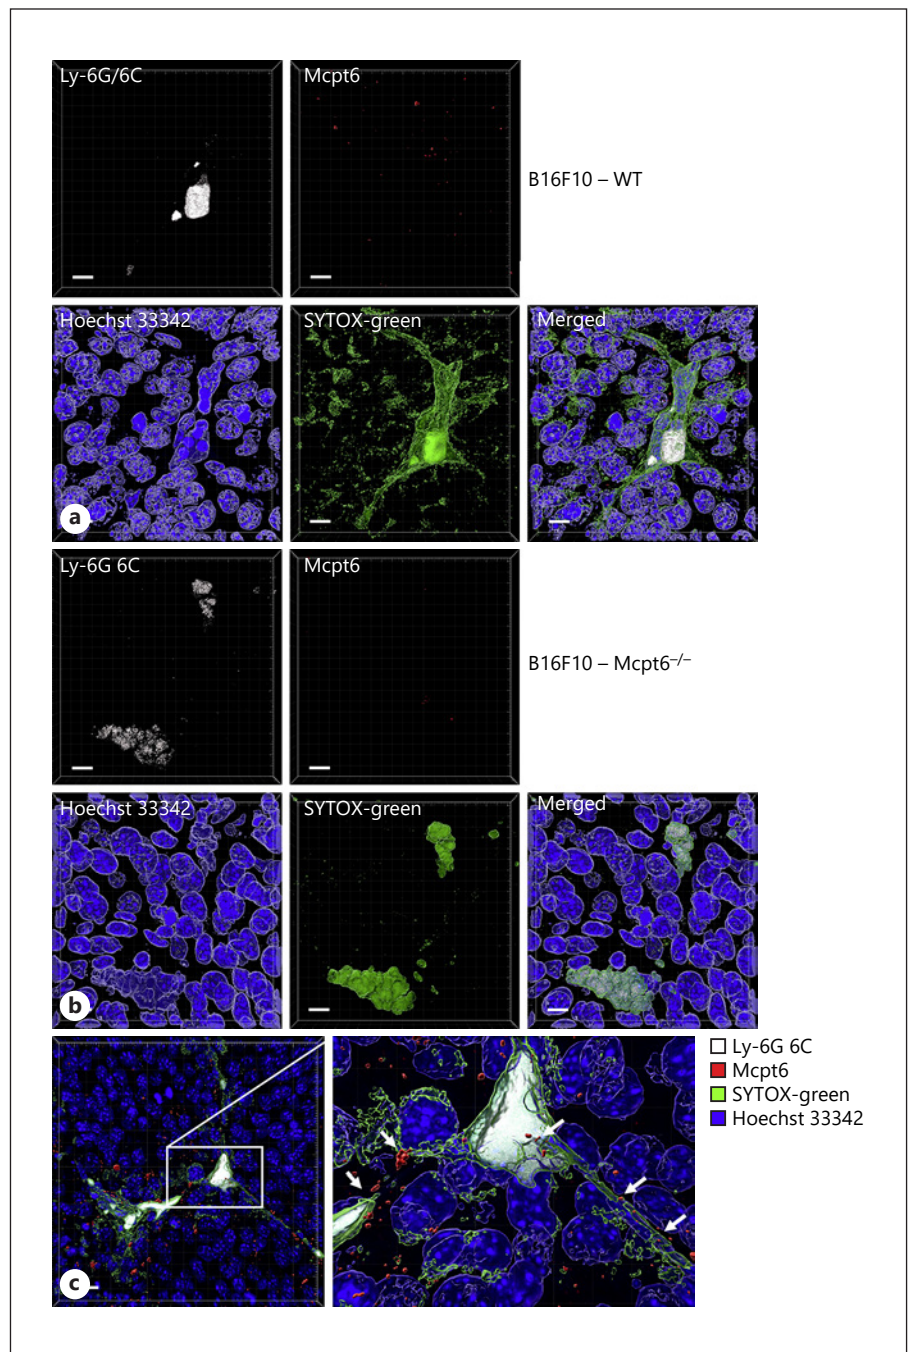 Ly-6G/6C
Mcpt6
B16F10 – WT
Hoechst 33342
SYTOX-green
Merged
a
Ly-6G 6C
Mcpt6
B16F10 – Mcpt6–/–
Hoechst 33342
SYTOX-green
Merged
b
Ly-6G 6C
Mcpt6
SYTOX-green
Hoechst 33342
c